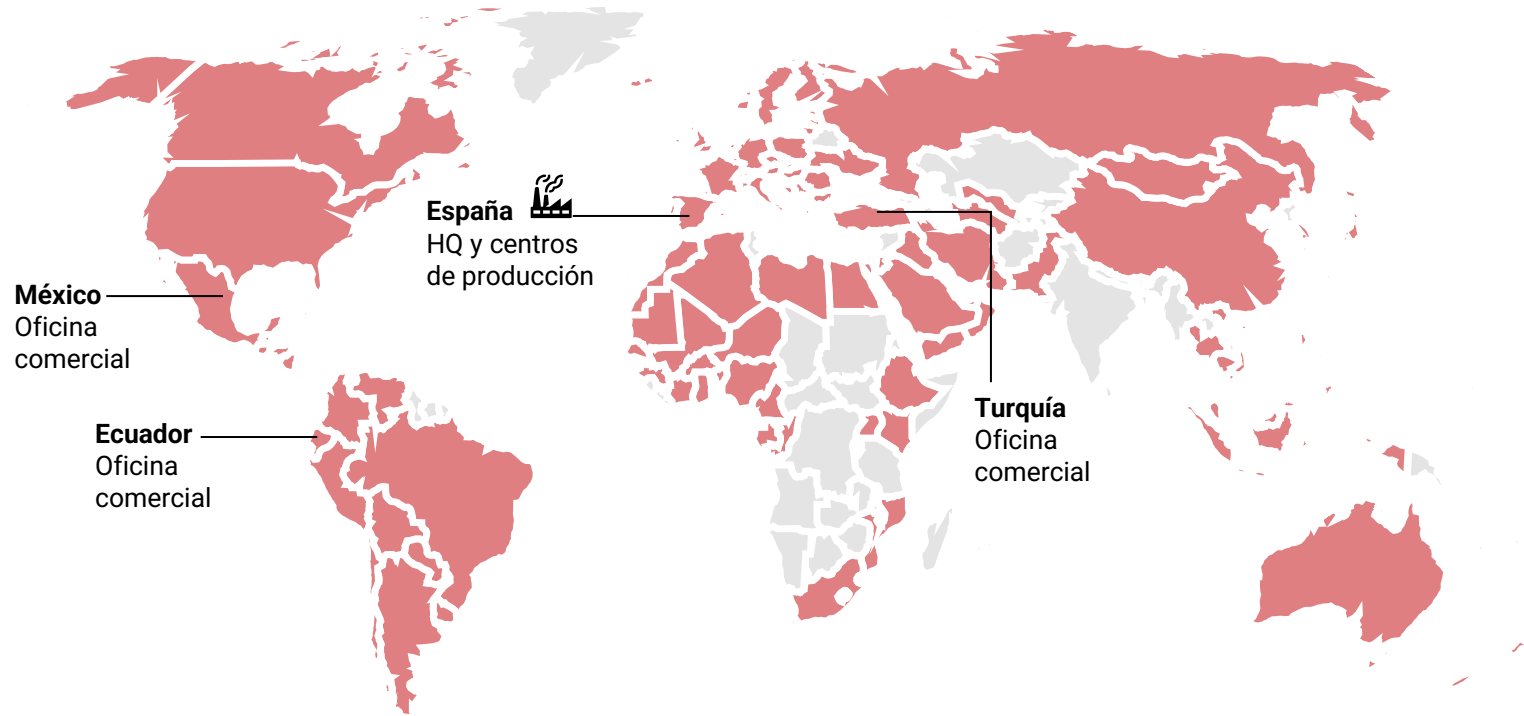 España
HQ y centros
de producción
México
Oficina
comercial
Ecuador
Oficina
comercial
Turquía
Oficina
comercial